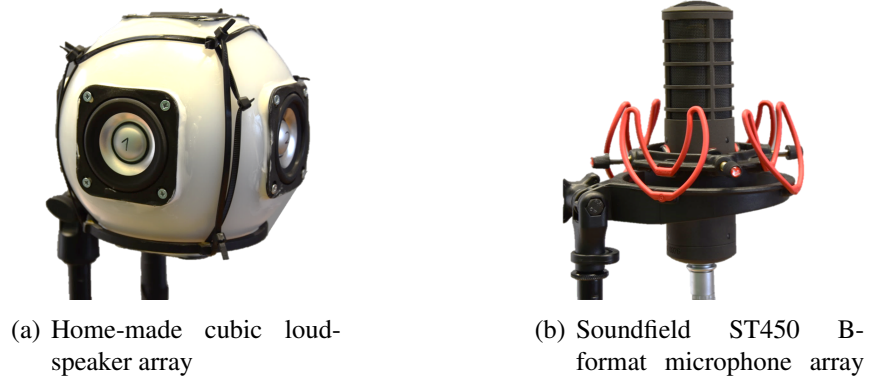 1
(a) Home-made cubic loud-
speaker array
(b) Soundfield ST450 B-
format microphone array